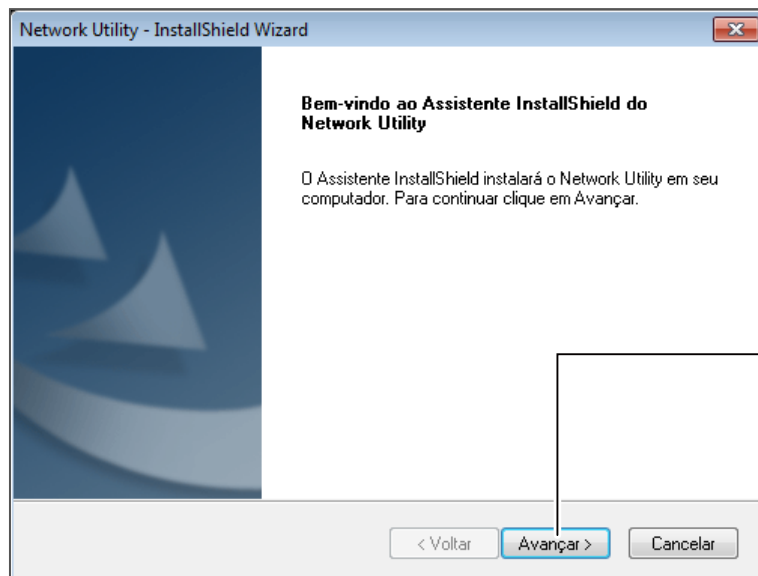 Network Utility - InstallShield Wizard
Bem-vindo ao Assistente InstallShield do
Network Utility
O Assistente InstallShield instalará o Network Utility em seu
computador. Para continuar clique em Avançar.
< Voltar Avançar > Cancelar